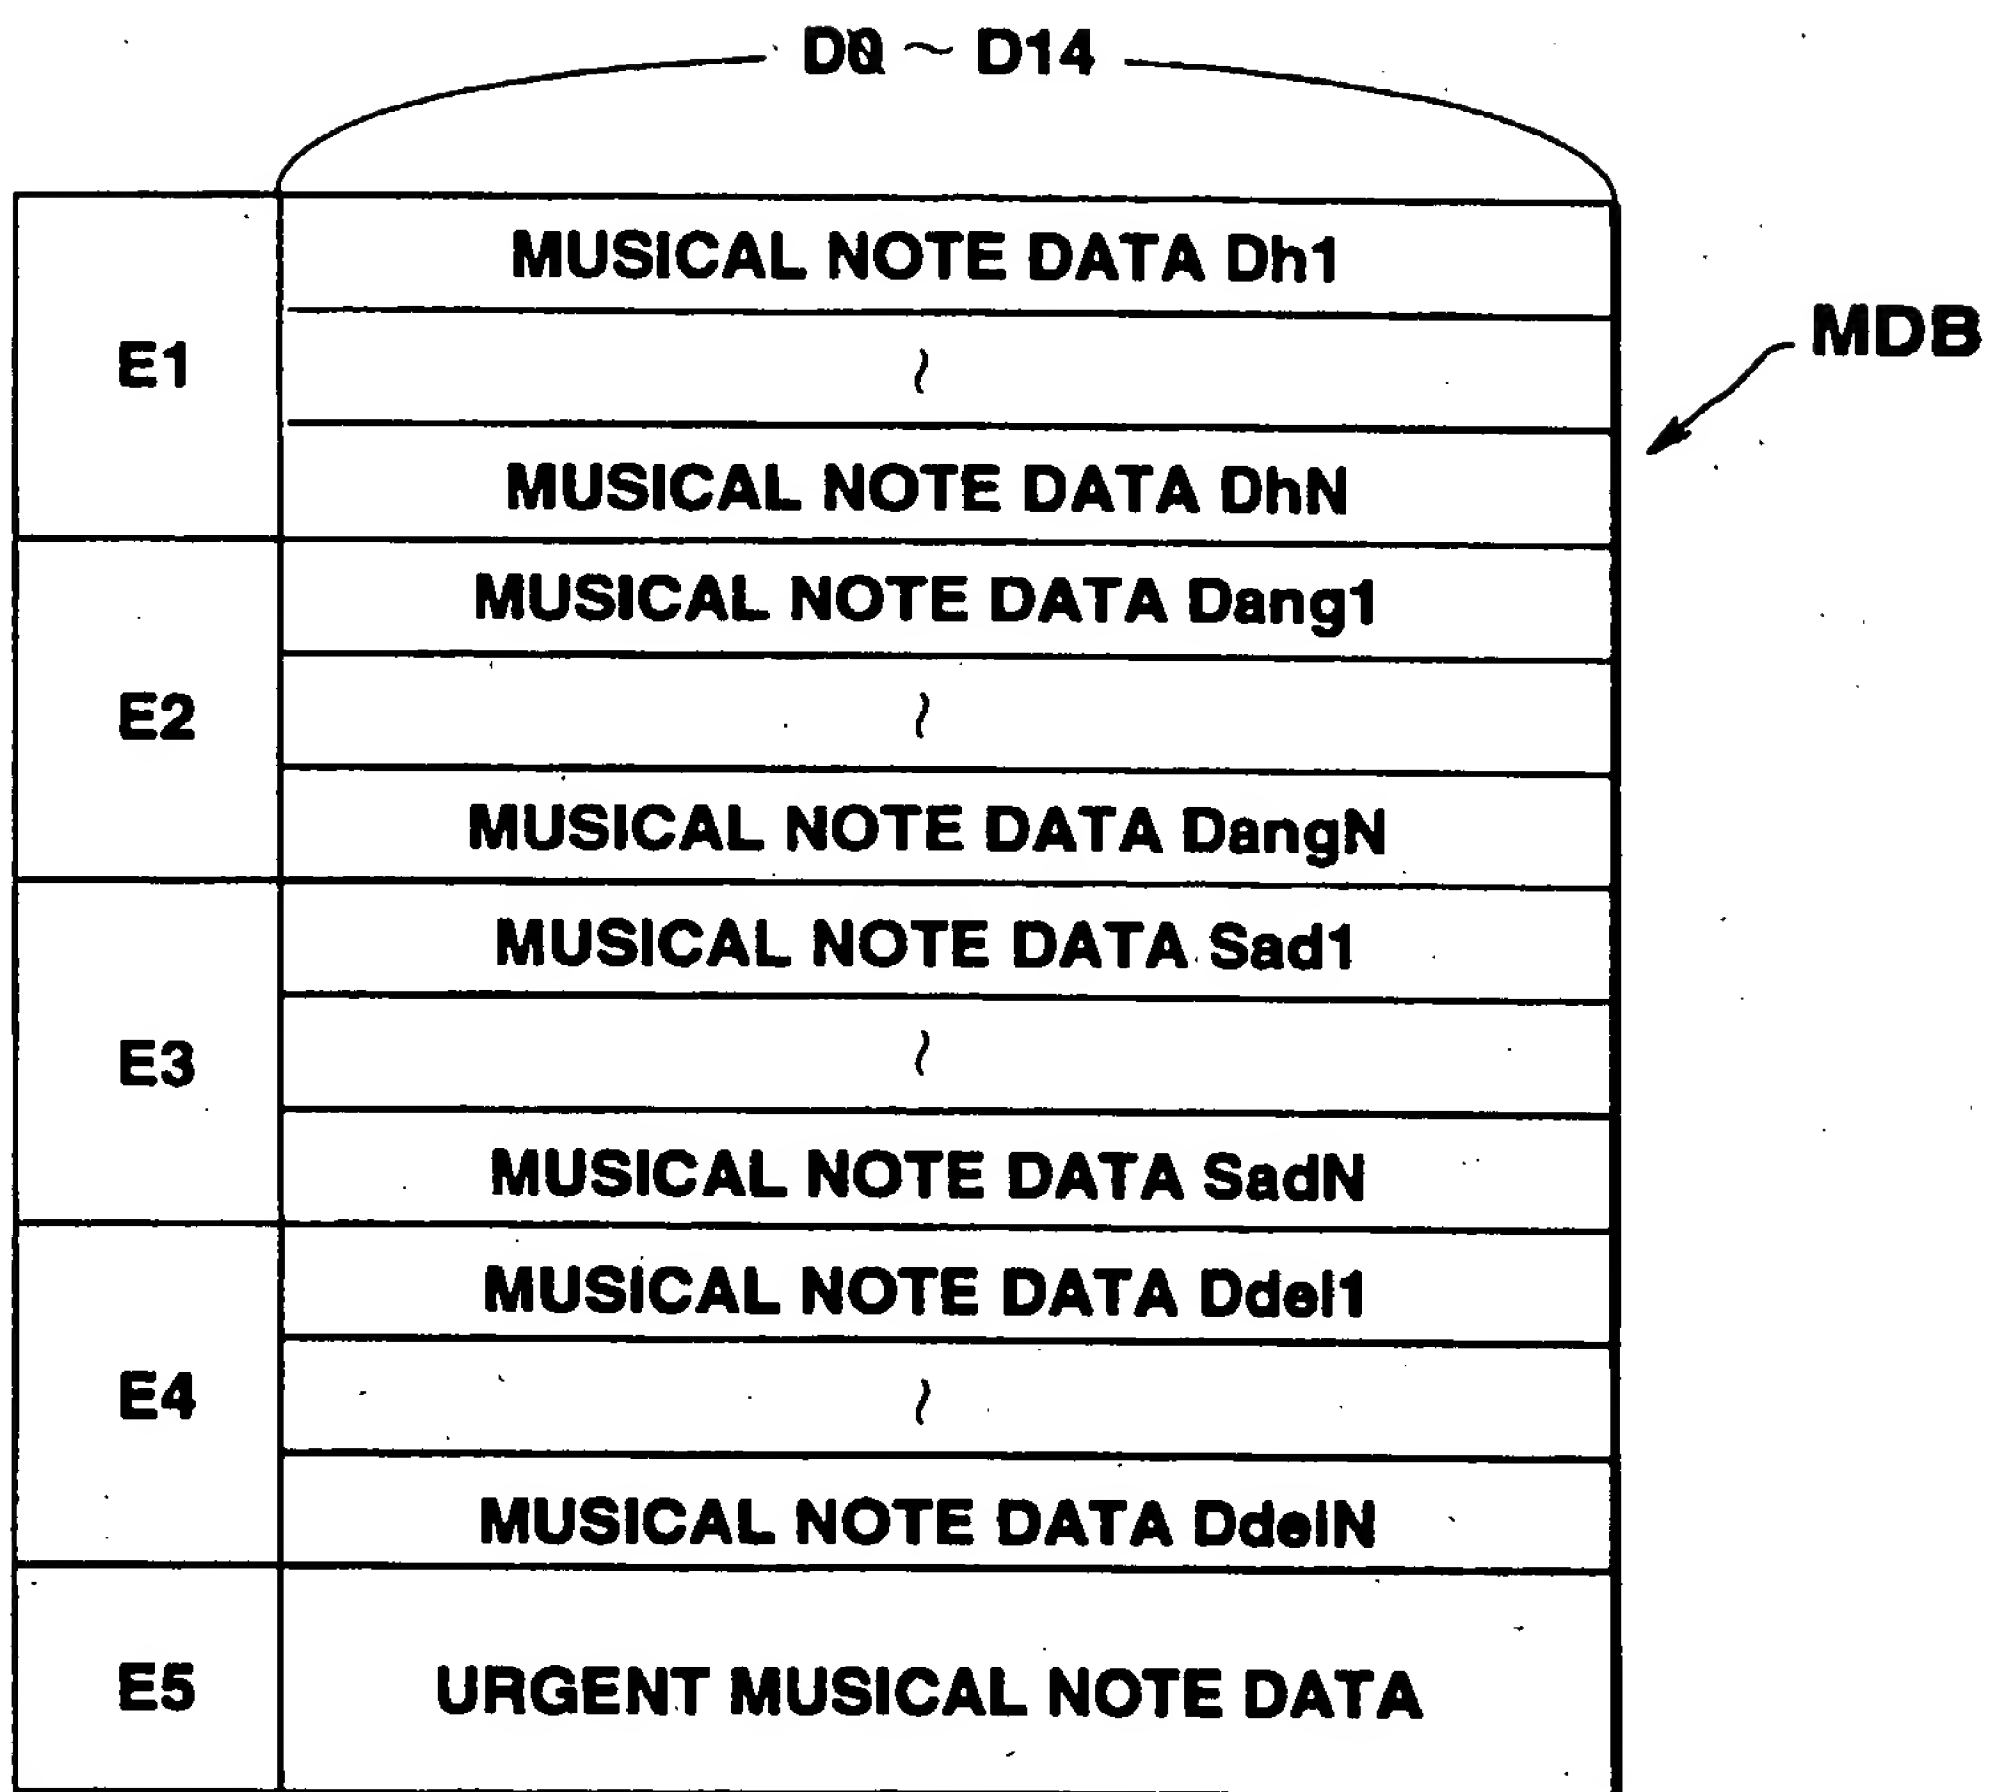 D0 ~ D14
MUSICAL NOTE DATA Dh1
MDB
E1
~
MUSICAL NOTE DATA DhN
MUSICAL NOTE DATA Dang1
E2
~
MUSICAL NOTE DATA DangN
MUSICAL NOTE DATA Sad1
E3
~
MUSICAL NOTE DATA SadN
MUSICAL NOTE DATA Ddel1
E4
~
MUSICAL NOTE DATA DdelN
E5
URGENT MUSICAL NOTE DATA